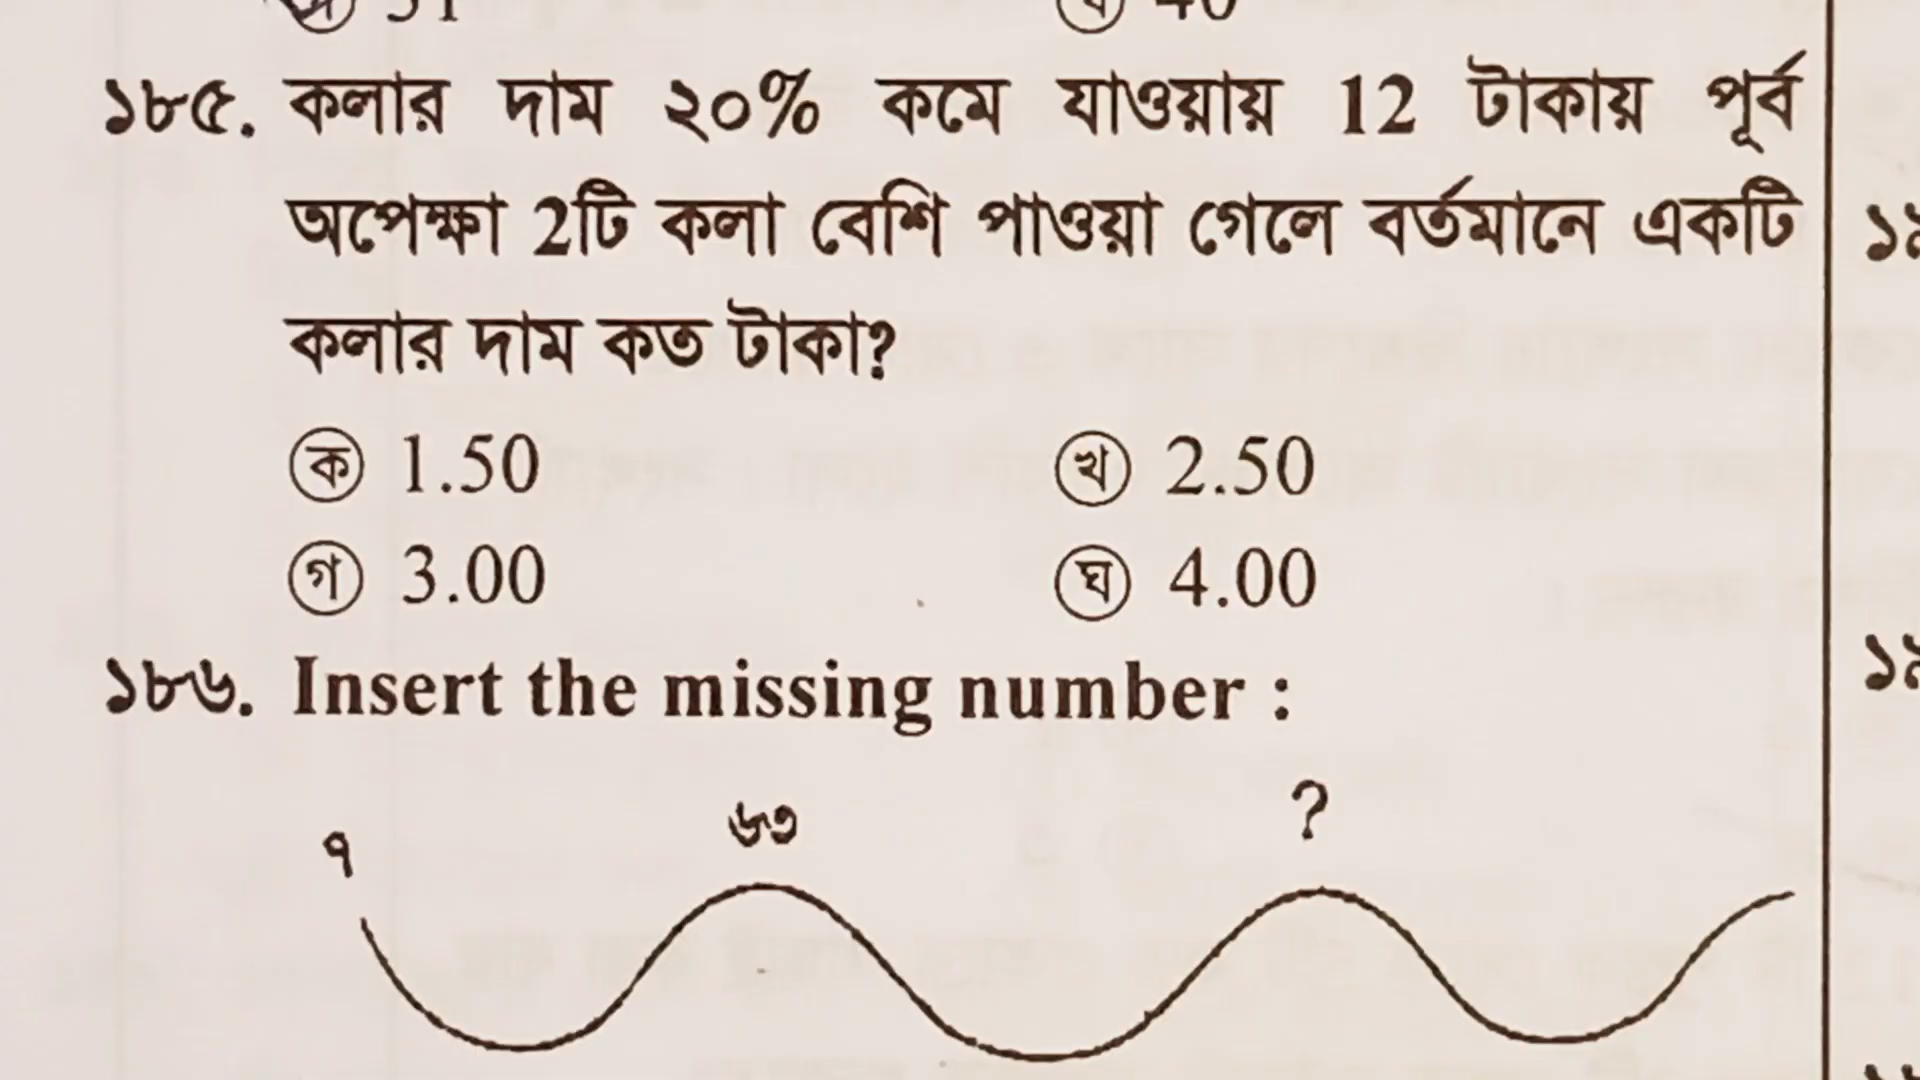 ১৮৫. কলার দাম ২০% কমে যাওয়ায় 12 টাকায় পূর্ব
অপেক্ষা 2টি কলা বেশি পাওয়া গেলে বর্তমানে একটি
কলার দাম কত টাকা?
ক 1.50 খ 2.50
গ 3.00 ঘ 4.00
১৮৬. Insert the missing number :
৭ ৬৩ ?